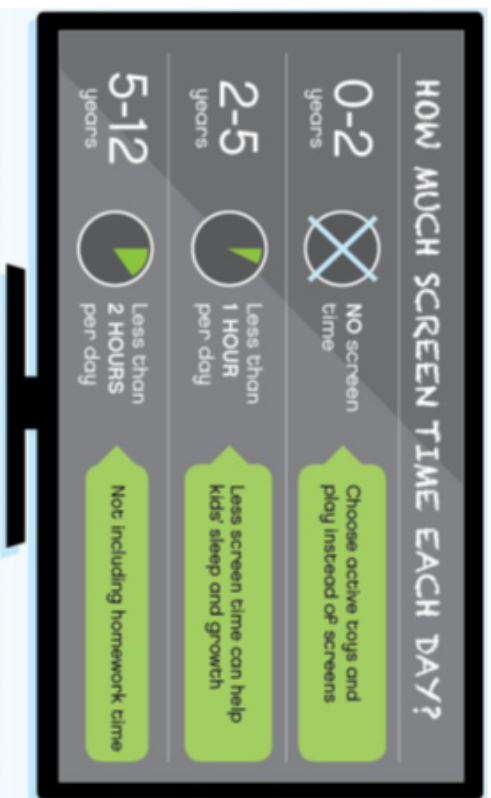 HOW MUCH SCREEN TIME EACH DAY?
0-2
years
NO screen
time
Choose active toys and
play instead of screens
2-5
years
Less than
1 HOUR
per day
Less screen time can help
kids' sleep and growth
5-12
years
Less than
2 HOURS
per day
Not including homework time